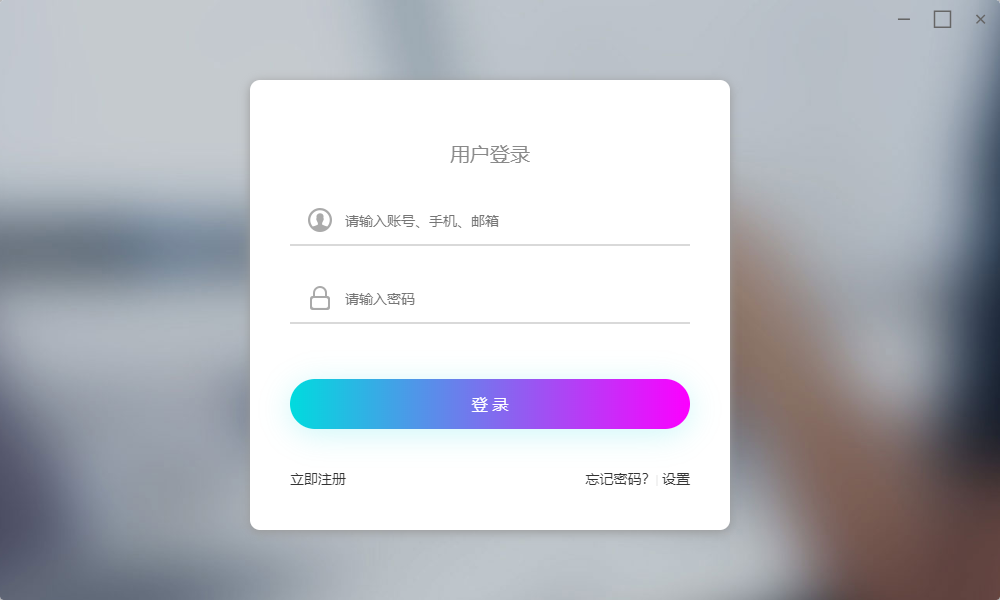 用户登录
请输入账号、手机、邮箱
请输入密码
登录
立即注册
忘记密码? | 设置